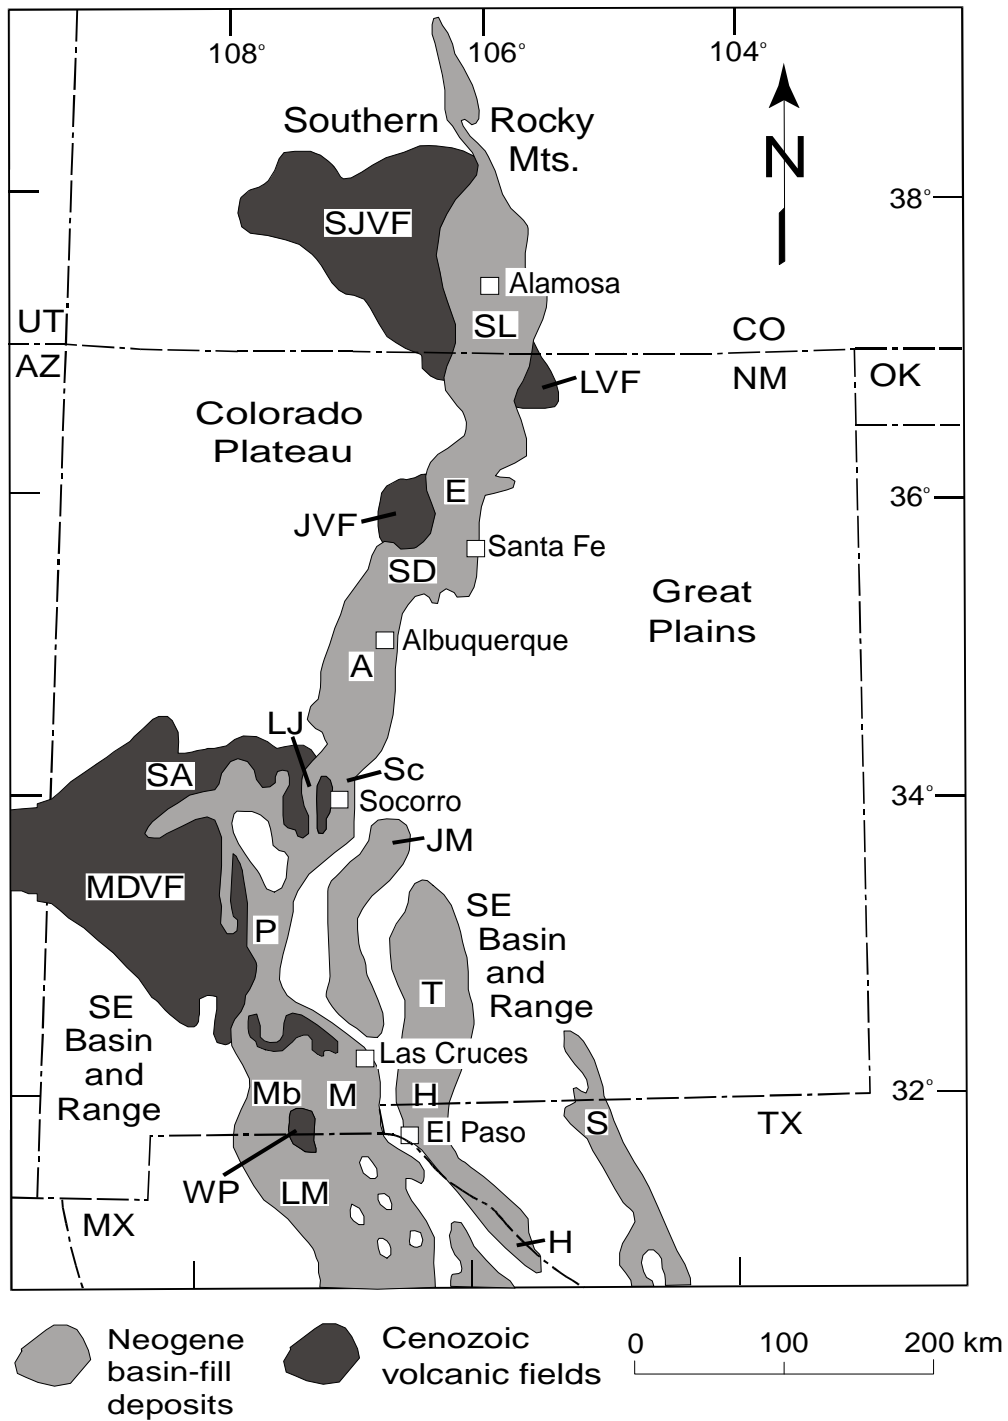 108° 106° 104°
Southern Rocky
Mts.
N
38°
SJVF
Alamosa
SL
UT
CO
AZ
LVF
NM
OK
Colorado
Plateau
E
36°
JVF
Santa Fe
SD
Great
Plains
Albuquerque
A
LJ
Sc
SA
Socorro
34°
JM
MDVF
SE
Basin
and
Range
P
T
SE
Basin
and
Range
Las Cruces
Mb M H
32°
S
TX
El Paso
WP
LM
MX
H
Neogene
basin-fill
deposits
Cenozoic
volcanic fields
0 100 200 km